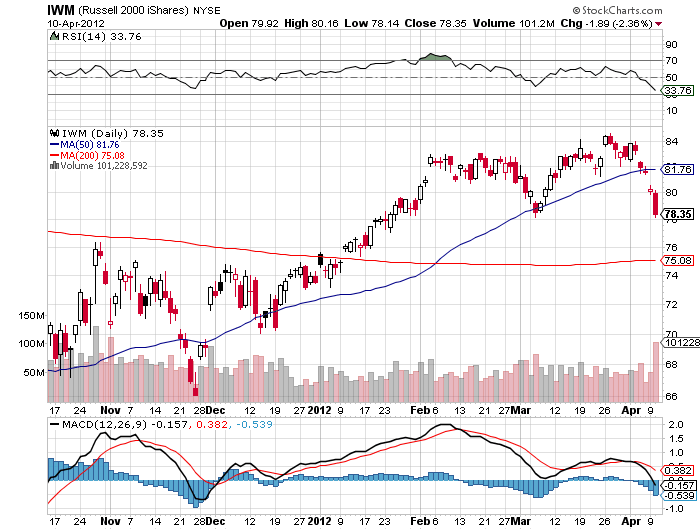 IWM (Russell 2000 iShares) NYSE © StockCharts.com
10-Apr-2012 Open 79.92 High 80.16 Low 78.14 Close 78.35 Volume 101.2M Chg -1.89 (-2.36%)
RSI(14) 33.76
90
70
50
33.76
30
10
IWM (Daily) 78.35
MA(50) 81.76
MA(200) 75.08
Volume 101,228,592
84
82
81.76
80
78.35
76
75.08
74
72
150M
70
100M
101228
68
50M
66
17 24 Nov 7 14 21 28 Dec 12 19 27 2012 9 17 23 Feb 6 13 21 27 Mar 12 19 26 Apr 9
MACD(12,26,9) -0.157, 0.382, -0.539
2.0
1.5
1.0
0.382
-0.157
-0.539
-1.0
17 24 Nov 7 14 21 28 Dec 12 19 27 2012 9 17 23 Feb 6 13 21 27 Mar 12 19 26 Apr 9